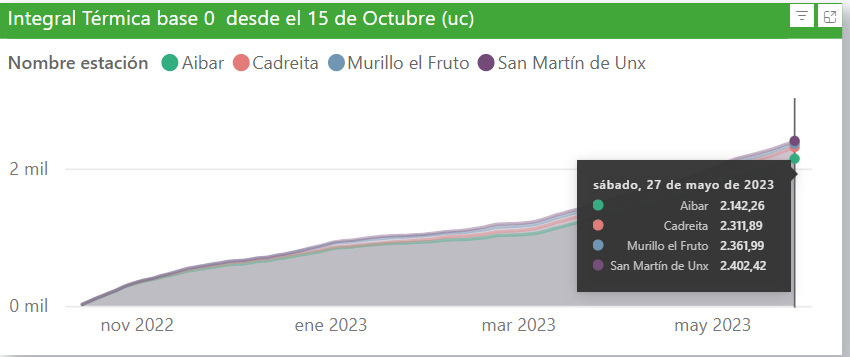 Integral Térmica base 0 desde el 15 de Octubre (uc)
Nombre estación Aibar Cadreita Murillo el Fruto San Martín de Unx
2 mil
sábado, 27 de mayo de 2023
Aibar 2.142,26
Cadreita 2.311,89
Murillo el Fruto 2.361,99
San Martín de Unx 2.402,42
0 mil
nov 2022 ene 2023 mar 2023 may 2023